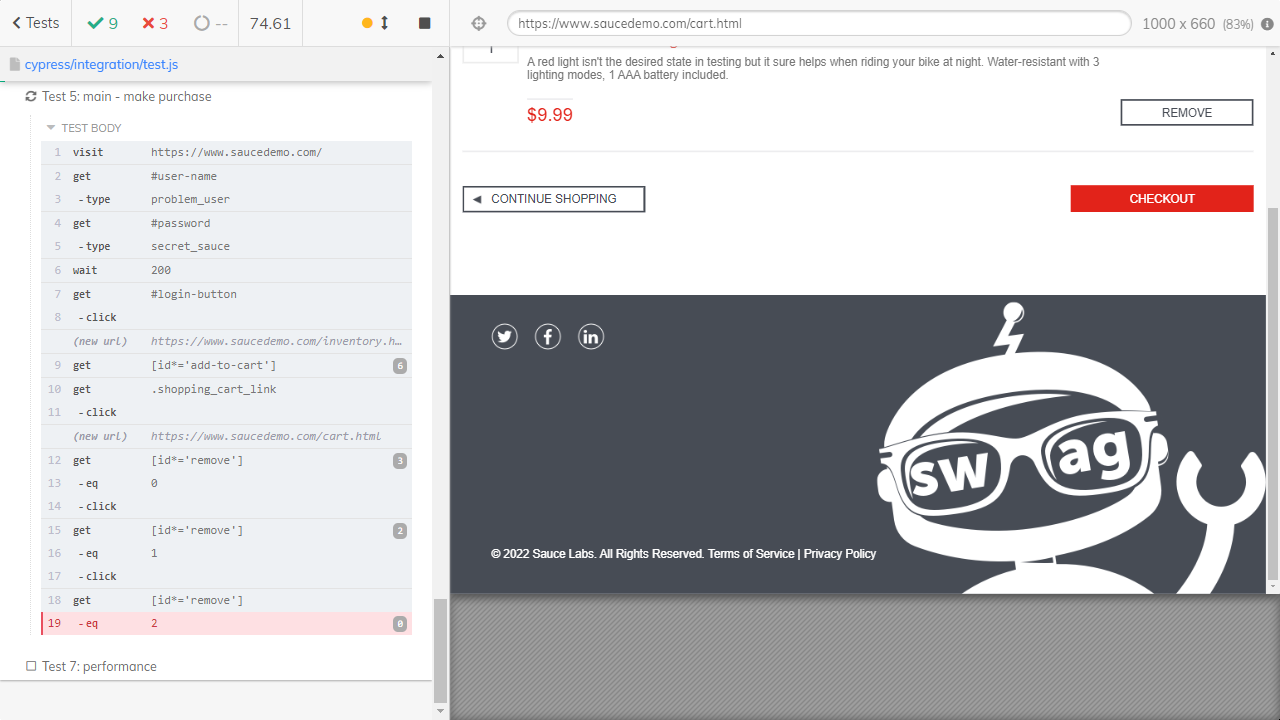 Tests
9
3
--
74.61
https://www.saucedemo.com/cart.html
1000 x 660 (83%)
cypress/integration/test.js
Test 5: main - make purchase
TEST BODY
1 visit https://www.saucedemo.com/
2 get #user-name
3 - type problem_user
4 get #password
5 - type secret_sauce
6 wait 200
7 get #login-button
8 - click
(new url) https://www.saucedemo.com/inventory.h...
9 get [id*='add-to-cart'] 6
10 get .shopping_cart_link
11 - click
(new url) https://www.saucedemo.com/cart.html
12 get [id*='remove'] 3
13 - eq 0
14 - click
15 get [id*='remove'] 2
16 - eq 1
17 - click
18 get [id*='remove']
19 - eq 2 0
Test 7: performance
A red light isn't the desired state in testing but it sure helps when riding your bike at night. Water-resistant with 3
lighting modes, 1 AAA battery included.
$9.99
REMOVE
CONTINUE SHOPPING
CHECKOUT
sw ag
© 2022 Sauce Labs. All Rights Reserved. Terms of Service | Privacy Policy